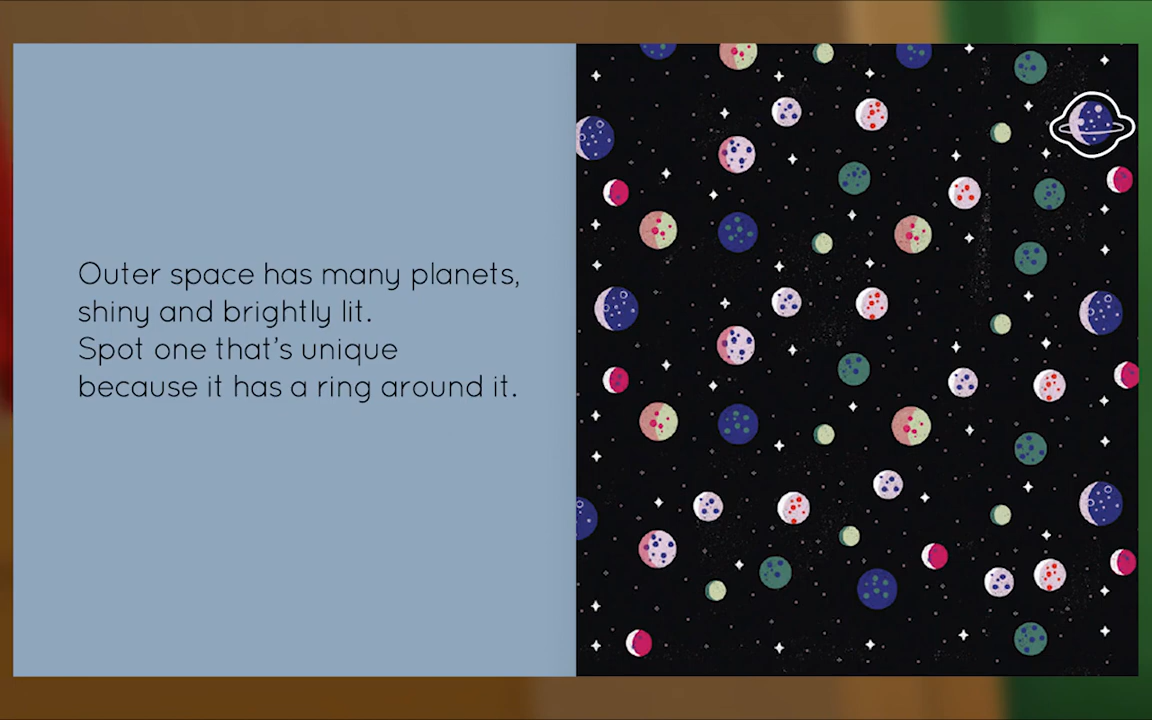 Outer space has many planets,
shiny and brightly lit.
Spot one that's unique
because it has a ring around it.